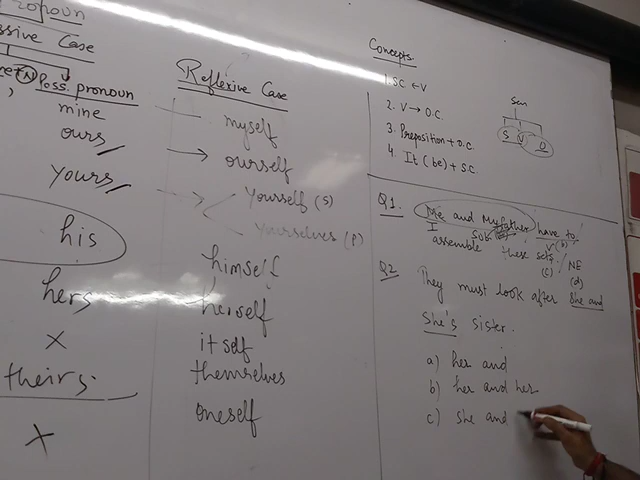 ssive Case
N Poss. pronoun
mine
ours
yours
his
hers
x
theirs
x
Reflexive Case
myself
ourself
yourself (s)
yourselves (P)
himself
herself
itself
themselves
oneself
Concepts.
1. SC ← V
2. V → O.C.
3. Preposition + O.C.
4. It (be) + S.C.
Sen
S V O
Q1. Me and My father have to
I
assemble these sets. / NE
(c) (d)
Q2 They must look after she and
she's sister.
a) her and
b) her and her
c) she and